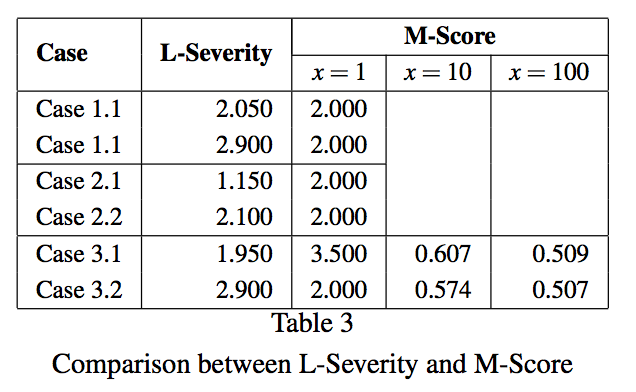 Case L-Severity M-Score
x = 1 x = 10 x = 100
Case 1.1 2.050 2.000
Case 1.1 2.900 2.000
Case 2.1 1.150 2.000
Case 2.2 2.100 2.000
Case 3.1 1.950 3.500 0.607 0.509
Case 3.2 2.900 2.000 0.574 0.507
Table 3
Comparison between L-Severity and M-Score